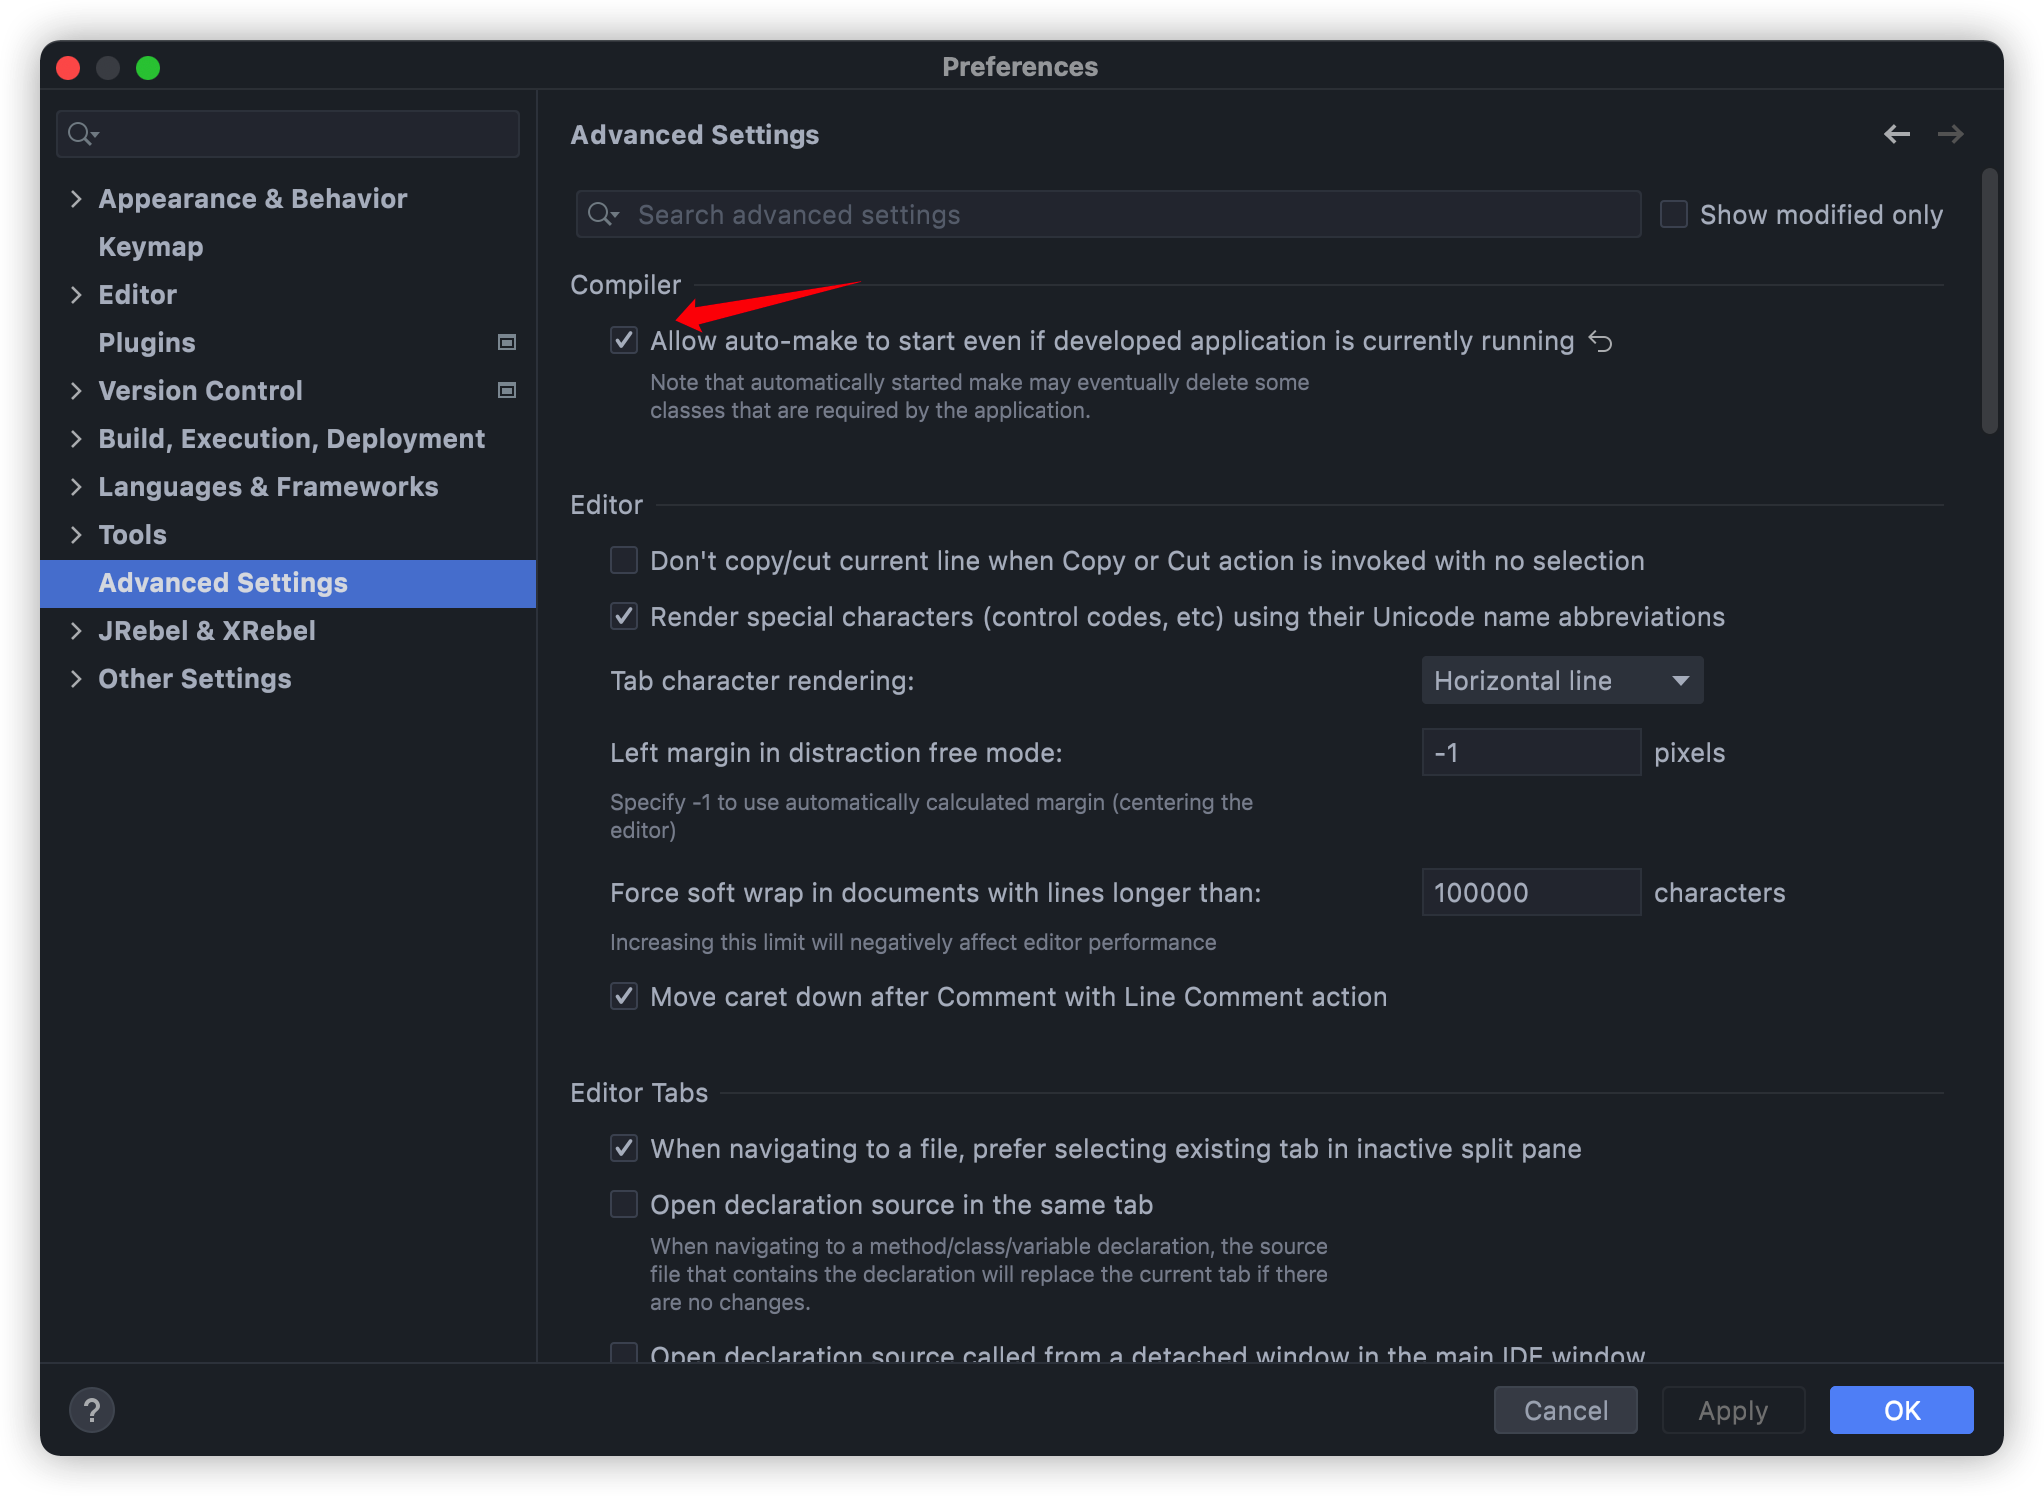 Preferences
Appearance & Behavior
Keymap
Editor
Plugins
Version Control
Build, Execution, Deployment
Languages & Frameworks
Tools
Advanced Settings
JRebel & XRebel
Other Settings
Advanced Settings
Search advanced settings
Show modified only
Compiler
Allow auto-make to start even if developed application is currently running
Note that automatically started make may eventually delete some
classes that are required by the application.
Editor
Don't copy/cut current line when Copy or Cut action is invoked with no selection
Render special characters (control codes, etc) using their Unicode name abbreviations
Tab character rendering: Horizontal line
Left margin in distraction free mode: -1 pixels
Specify -1 to use automatically calculated margin (centering the
editor)
Force soft wrap in documents with lines longer than: 100000 characters
Increasing this limit will negatively affect editor performance
Move caret down after Comment with Line Comment action
Editor Tabs
When navigating to a file, prefer selecting existing tab in inactive split pane
Open declaration source in the same tab
When navigating to a method/class/variable declaration, the source
file that contains the declaration will replace the current tab if there
are no changes.
Open declaration source called from a detached window in the main IDE window
? Cancel Apply OK